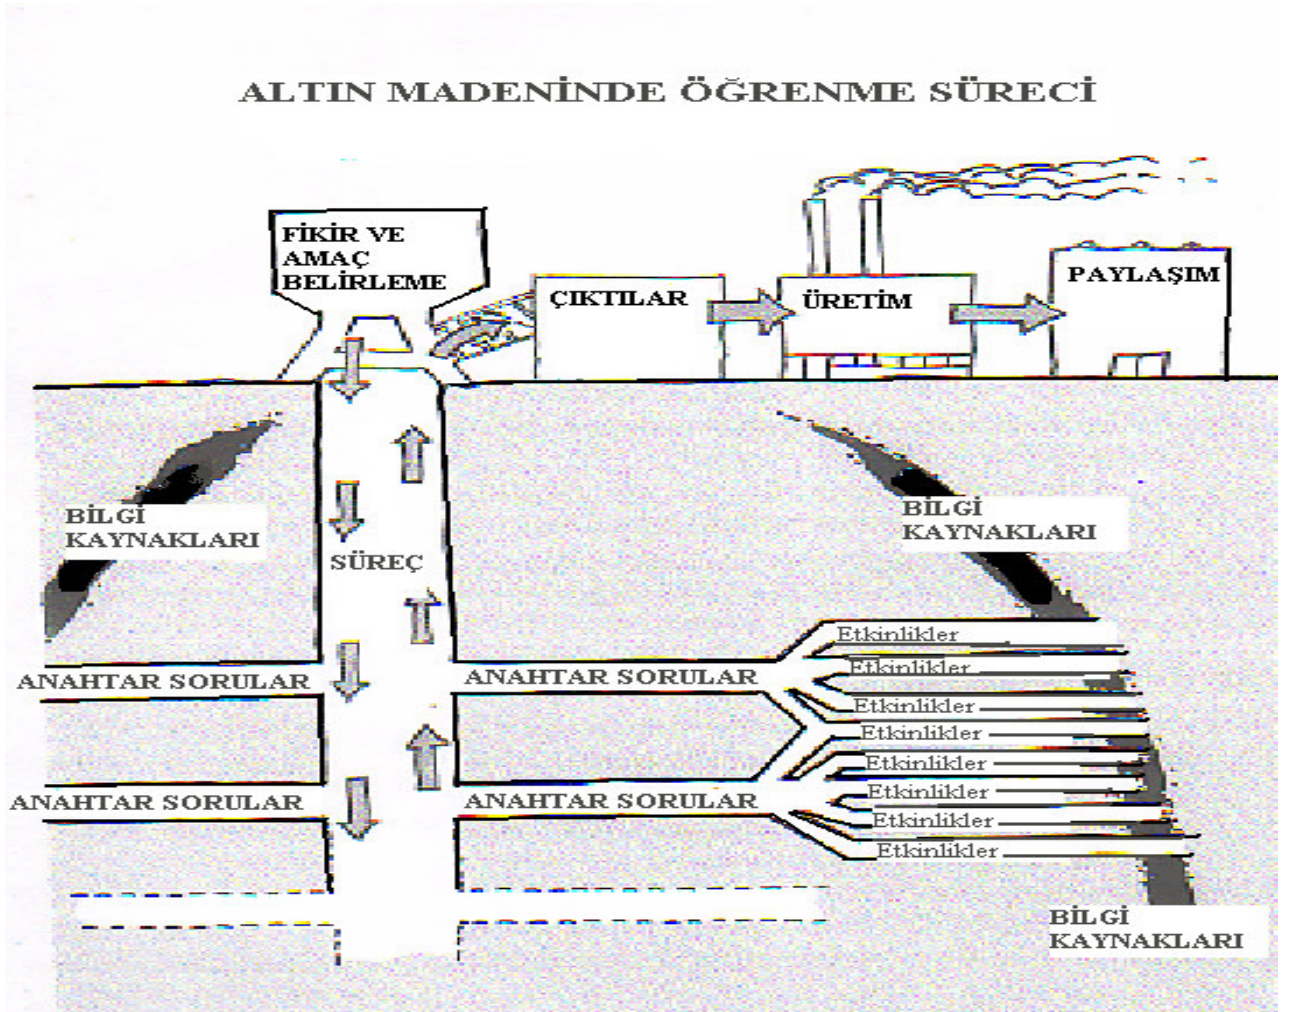 ALTIN MADENİNDE ÖĞRENME SÜRECİ
FİKİR VE
AMAÇ
BELİRLEME
ÇIKTILAR
ÜRETİM
PAYLAŞIM
BİLGİ
KAYNAKLARI
BİLGİ
KAYNAKLARI
SÜREÇ
ANAHTAR SORULAR
ANAHTAR SORULAR
Etkinlikler
Etkinlikler
Etkinlikler
Etkinlikler
Etkinlikler
ANAHTAR SORULAR
ANAHTAR SORULAR
Etkinlikler
Etkinlikler
Etkinlikler
BİLGİ
KAYNAKLARI